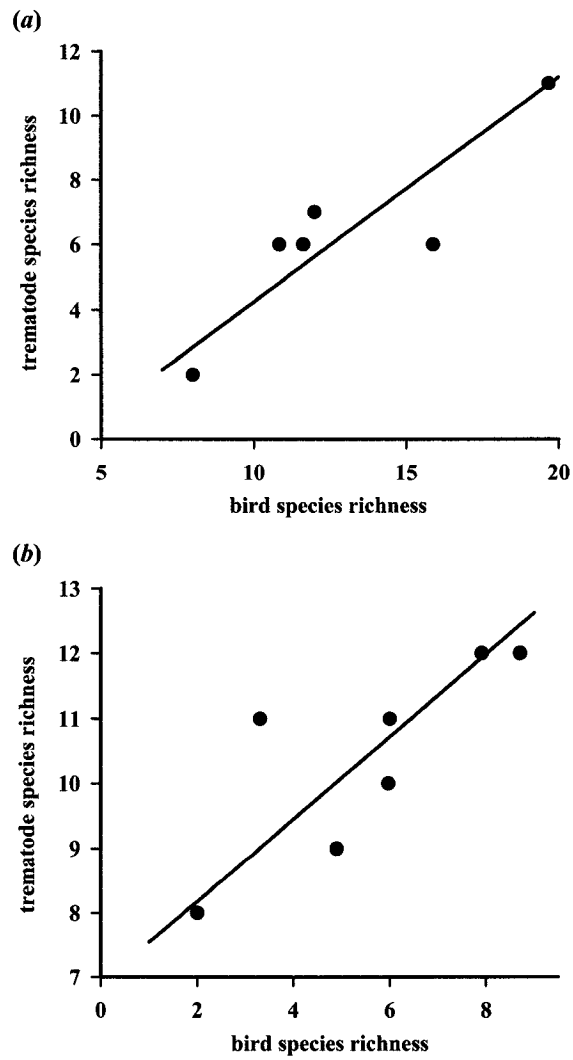 (a)
12
10
8
6
4
2
0
trematode species richness
5 10 15 20
bird species richness
(b)
13
12
11
10
9
8
7
trematode species richness
0 2 4 6 8
bird species richness